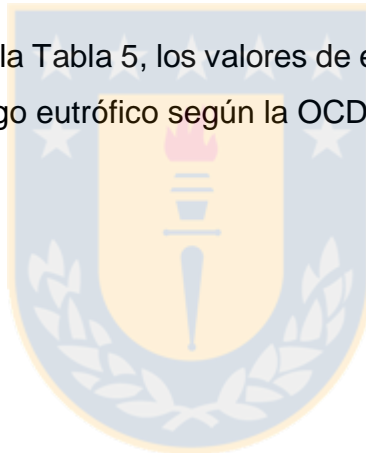 la Tabla 5, los valores de e
go eutrófico según la OCD